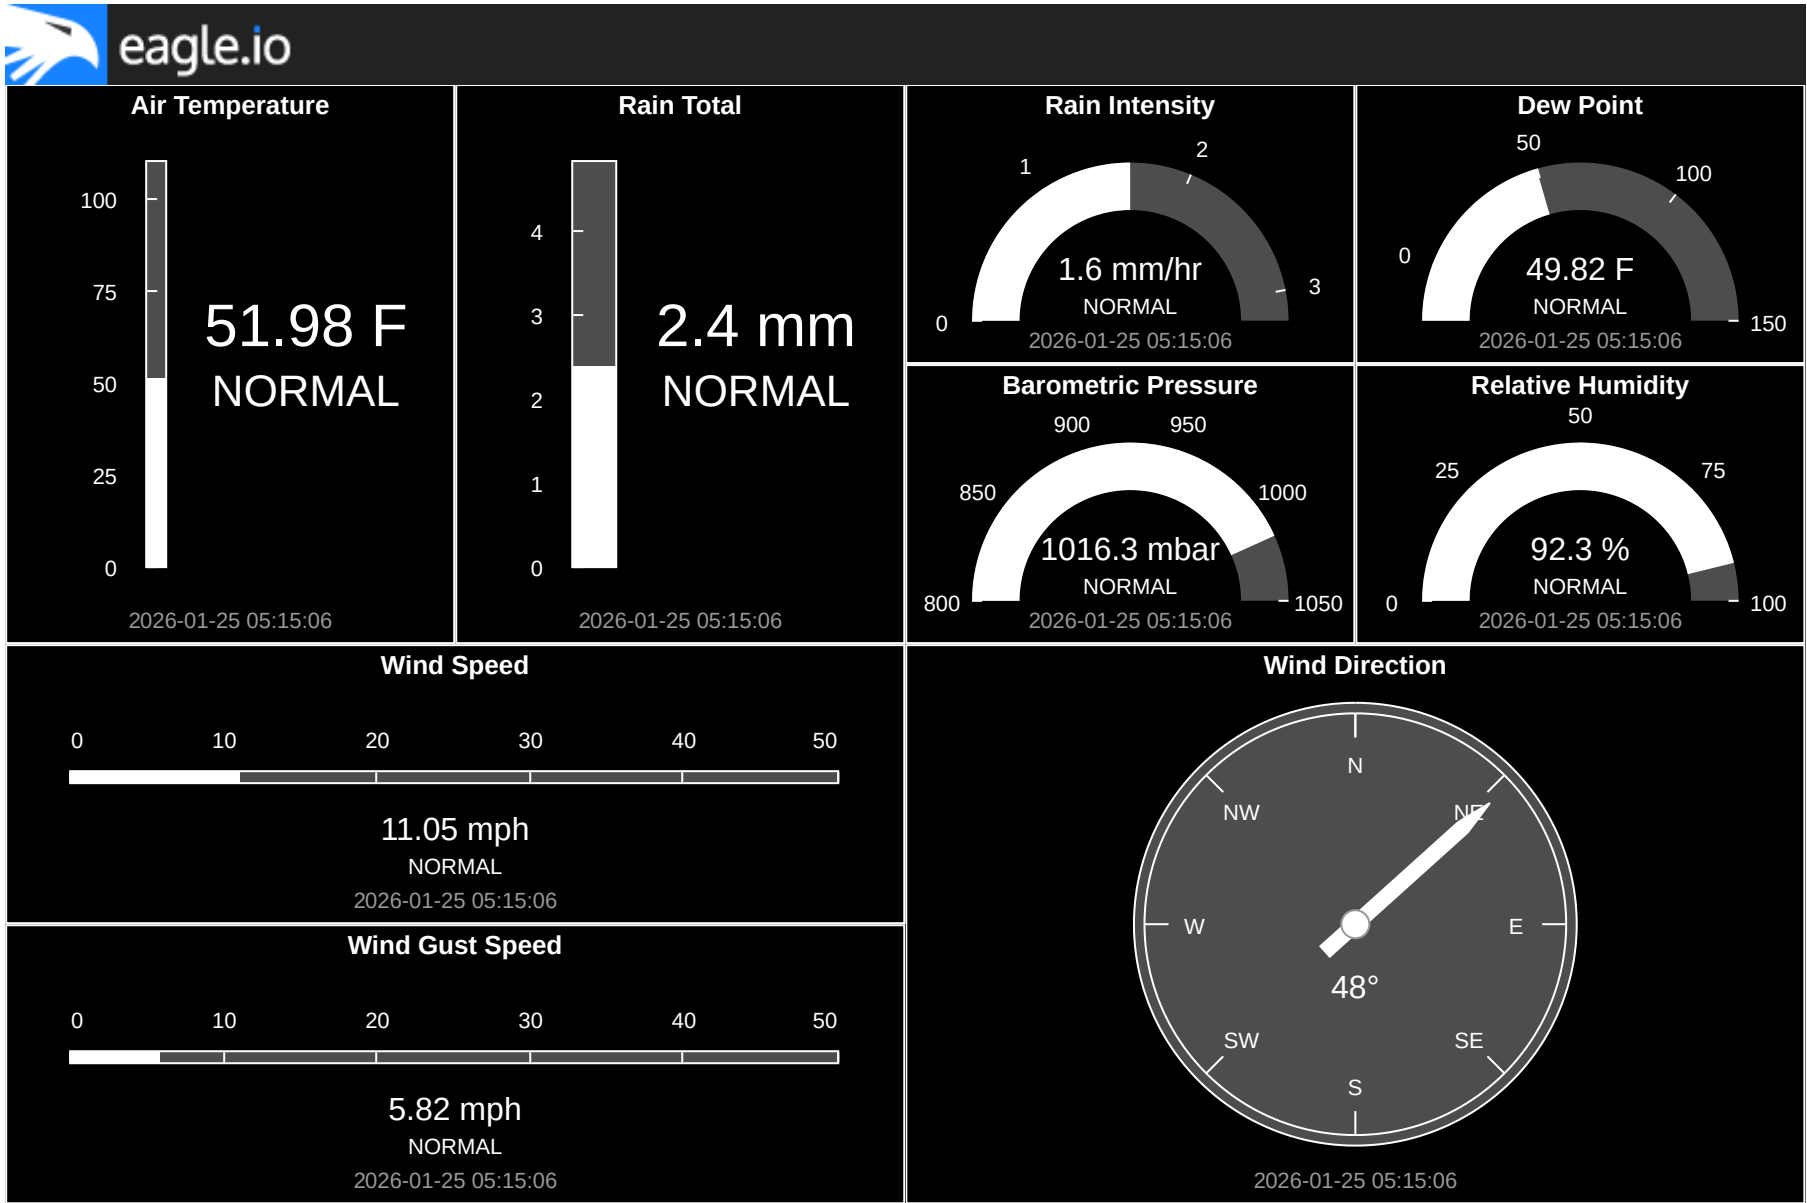 eagle.io
Air Temperature
100
75
50
25
0
51.98 F
NORMAL
2026-01-25 05:15:06
Rain Total
4
3
2
1
0
2.4 mm
NORMAL
2026-01-25 05:15:06
Rain Intensity
0
1
2
3
1.6 mm/hr
NORMAL
2026-01-25 05:15:06
Dew Point
0
50
100
150
49.82 F
NORMAL
2026-01-25 05:15:06
Barometric Pressure
800
850
900
950
1000
1050
1016.3 mbar
NORMAL
2026-01-25 05:15:06
Relative Humidity
0
25
50
75
100
92.3 %
NORMAL
2026-01-25 05:15:06
Wind Speed
0 10 20 30 40 50
11.05 mph
NORMAL
2026-01-25 05:15:06
Wind Gust Speed
0 10 20 30 40 50
5.82 mph
NORMAL
2026-01-25 05:15:06
Wind Direction
N
NW NE
W E
48°
SW SE
S
2026-01-25 05:15:06